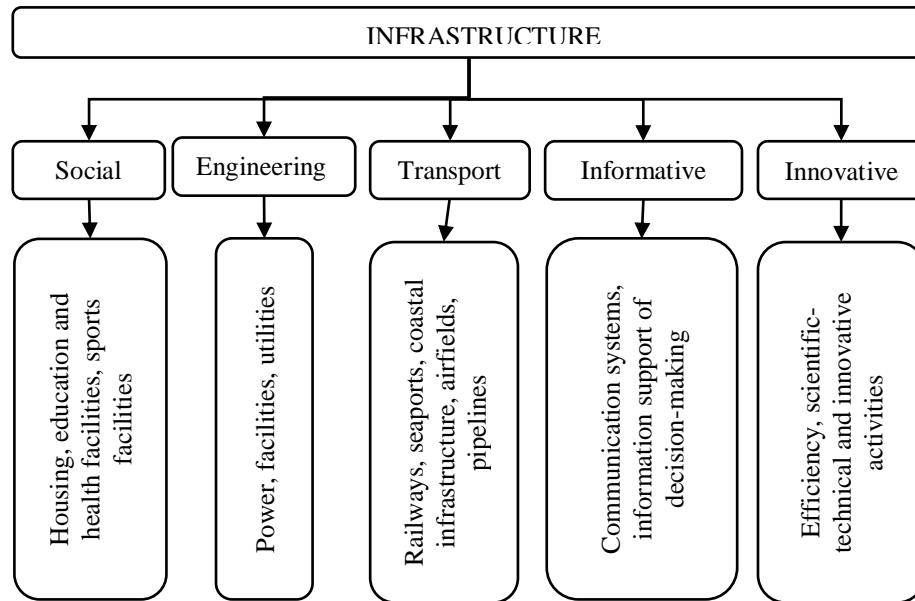 INFRASTRUCTURE
Social
Engineering
Transport
Informative
Innovative
Housing, education and
health facilities, sports
facilities
Power, facilities, utilities
Railways, seaports, coastal
infrastructure, airfields,
pipelines
Communication systems,
information support of
decision-making
Efficiency, scientific-
technical and innovative
activities